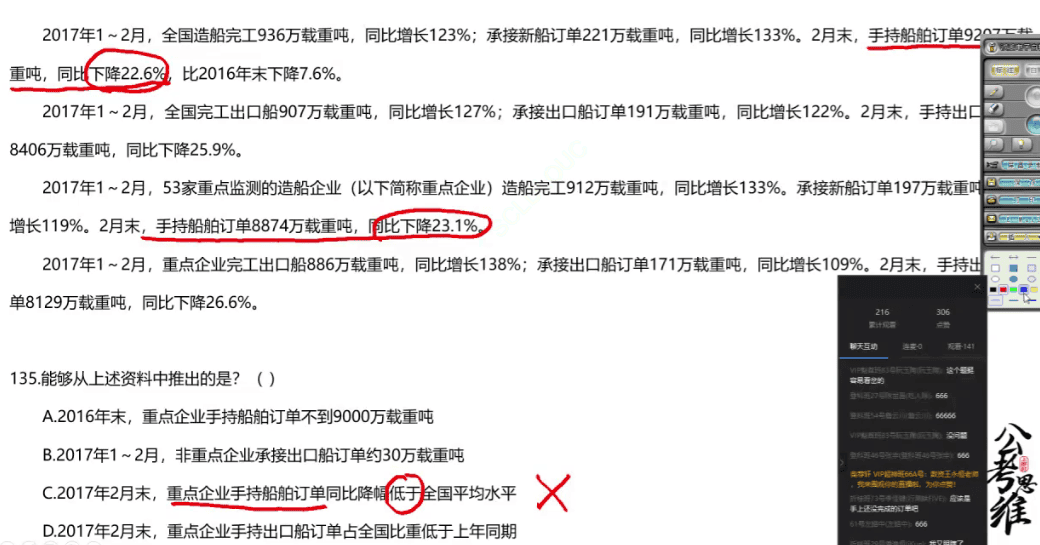 2017年1～2月，全国造船完工936万载重吨，同比增长123%；承接新船订单221万载重吨，同比增长133%。2月末，手持船舶订单9207万载
重吨，同比下降22.6%，比2016年末下降7.6%。
2017年1～2月，全国完工出口船907万载重吨，同比增长127%；承接出口船订单191万载重吨，同比增长122%。2月末，手持出口
8406万载重吨，同比下降25.9%。
2017年1～2月，53家重点监测的造船企业（以下简称重点企业）造船完工912万载重吨，同比增长133%。承接新船订单197万载重吨
增长119%。2月末，手持船舶订单8874万载重吨，同比下降23.1%。
2017年1～2月，重点企业完工出口船886万载重吨，同比增长138%；承接出口船订单171万载重吨，同比增长109%。2月末，手持出
单8129万载重吨，同比下降26.6%。
135.能够从上述资料中推出的是？（ ）
A.2016年末，重点企业手持船舶订单不到9000万载重吨
B.2017年1～2月，非重点企业承接出口船订单约30万载重吨
C.2017年2月末，重点企业手持船舶订单同比降幅低于全国平均水平
D.2017年2月末，重点企业手持出口船订单占全国比重低于上年同期
216 306
累计观看 点赞
聊天互动 连麦·0 观看·141
这个题挺
容易着急的
666
66666
没问题
666
应该是
手上还没完成的订单吧
666
公考思维